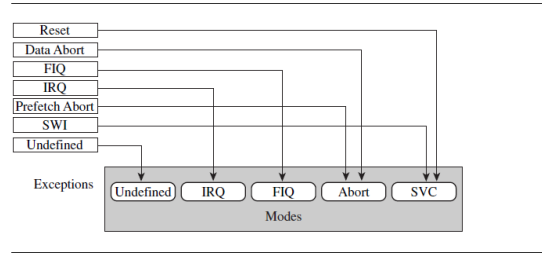 Reset
Data Abort
FIQ
IRQ
Prefetch Abort
SWI
Undefined
Exceptions
Undefined IRQ FIQ Abort SVC
Modes